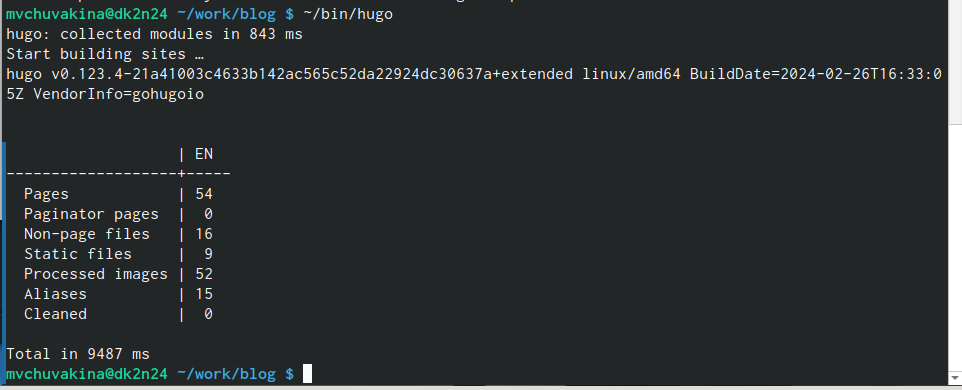 mvchuvakina@dk2n24 ~/work/blog $ ~/bin/hugo
hugo: collected modules in 843 ms
Start building sites …
hugo v0.123.4-21a41003c4633b142ac565c52da22924dc30637a+extended linux/amd64 BuildDate=2024-02-26T16:33:0
5Z VendorInfo=gohugoio
                   | EN
-------------------+-----
  Pages            | 54
  Paginator pages  |  0
  Non-page files   | 16
  Static files     |  9
  Processed images | 52
  Aliases          | 15
  Cleaned          |  0
Total in 9487 ms
mvchuvakina@dk2n24 ~/work/blog $